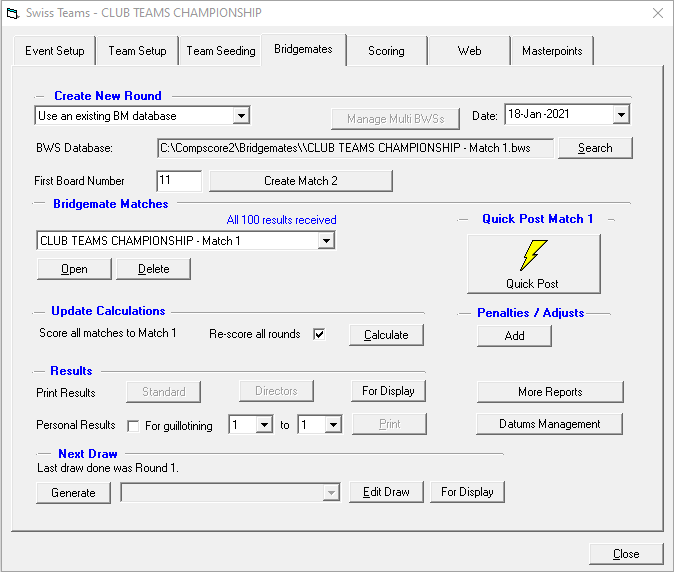 Swiss Teams - CLUB TEAMS CHAMPIONSHIP
Event Setup Team Setup Team Seeding Bridgemates Scoring Web Masterpoints
Create New Round
Use an existing BM database Manage Multi BWSs Date: 18-Jan-2021
BWS Database: C:\Compscore2\Bridgemates\\CLUB TEAMS CHAMPIONSHIP - Match 1.bws Search
First Board Number 11 Create Match 2
Bridgemate Matches Quick Post Match 1
All 100 results received
CLUB TEAMS CHAMPIONSHIP - Match 1
Open Delete Quick Post
Update Calculations Penalties / Adjusts
Score all matches to Match 1 Re-score all rounds Calculate Add
Results
Print Results Standard Directors For Display More Reports
Personal Results For guillotining 1 to 1 Print Datums Management
Next Draw
Last draw done was Round 1.
Generate Edit Draw For Display
Close